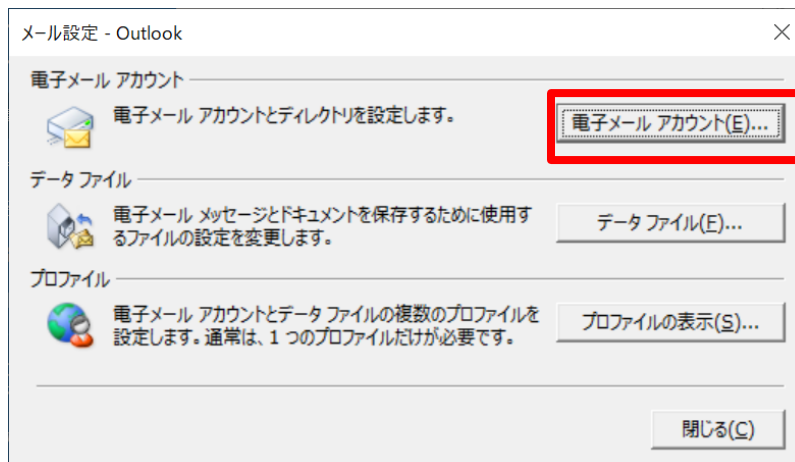 メール設定 - Outlook
電子メール アカウント
電子メール アカウントとディレクトリを設定します。
電子メール アカウント(E)...
データ ファイル
電子メール メッセージとドキュメントを保存するために使用す
るファイルの設定を変更します。
データ ファイル(F)...
プロファイル
電子メール アカウントとデータ ファイルの複数のプロファイルを
設定します。通常は、1 つのプロファイルだけが必要です。
プロファイルの表示(S)...
閉じる(C)